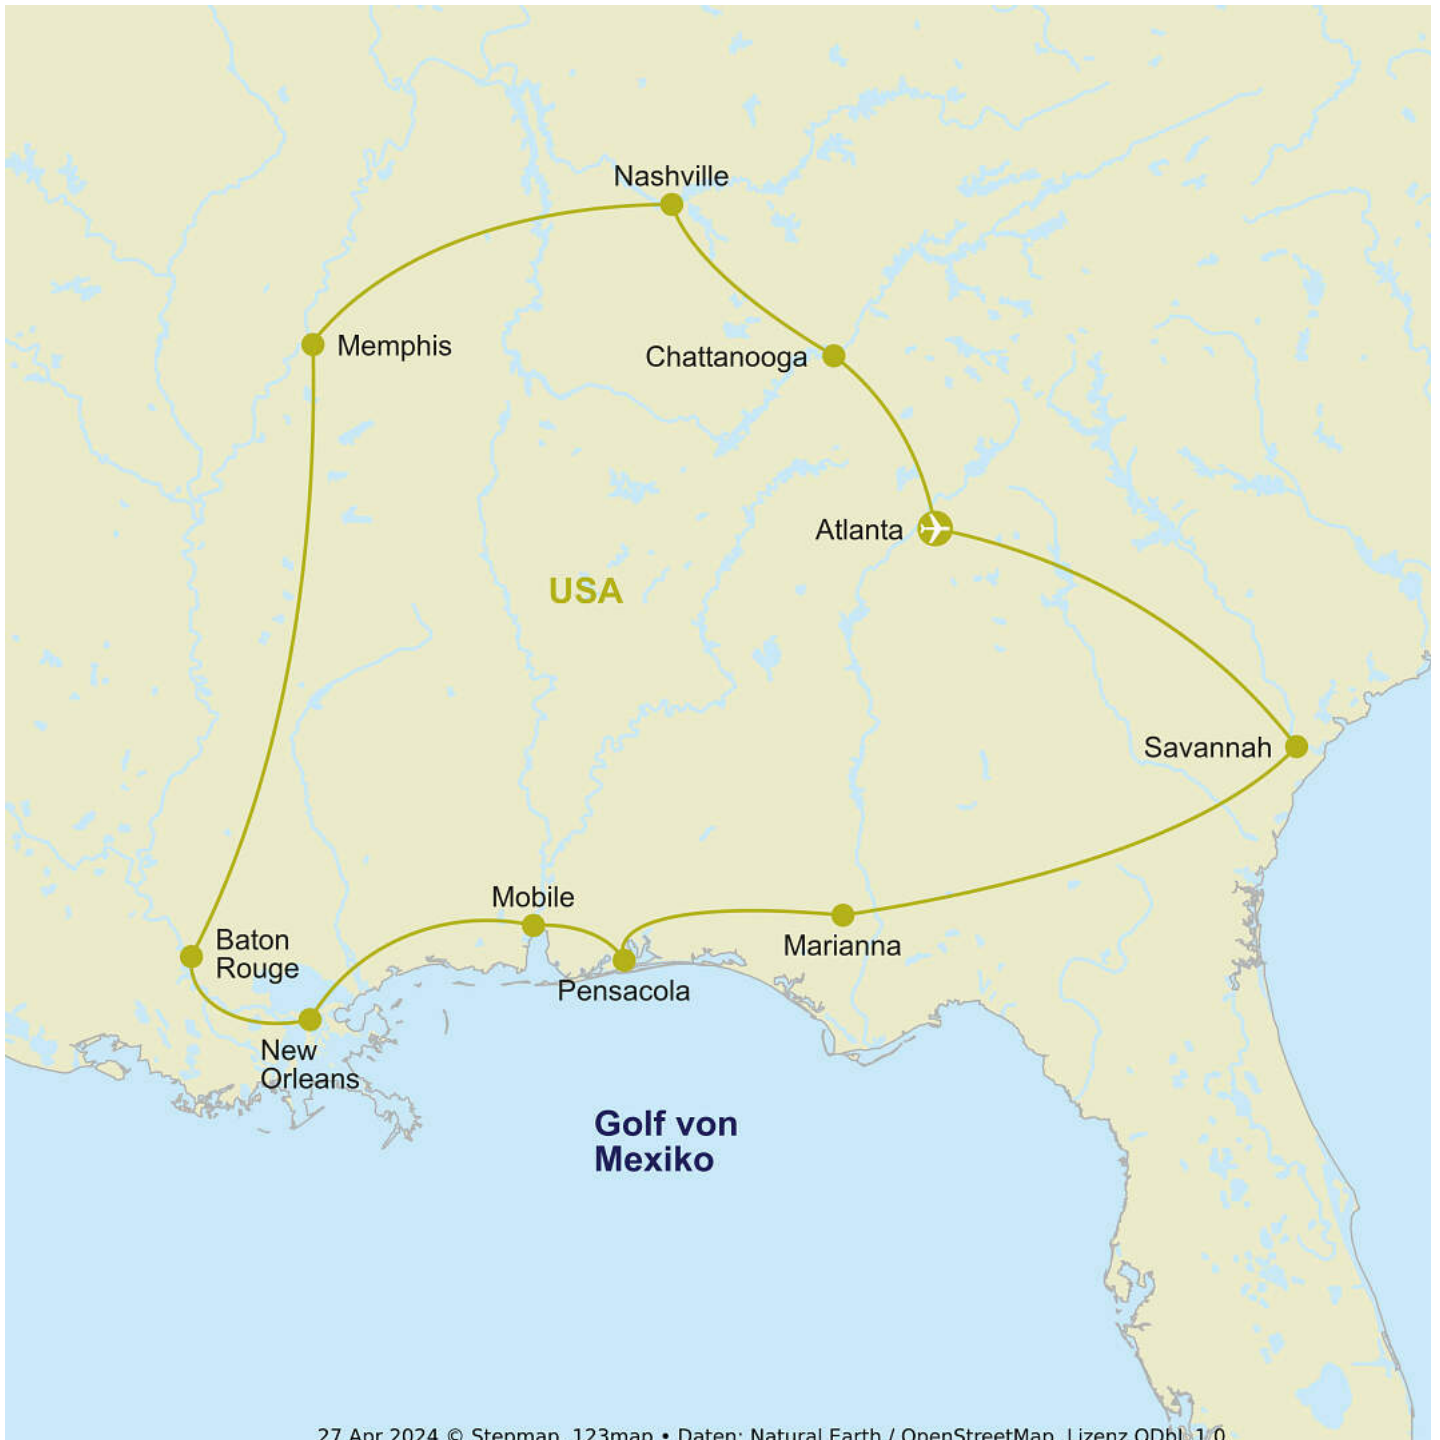 Nashville
Memphis
Chattanooga
Atlanta
USA
Savannah
Mobile
Baton
Rouge
Marianna
Pensacola
New
Orleans
Golf von
Mexiko
27 Apr 2024 © Stepmap, 123map • Daten: Natural Earth / OpenStreetMap, Lizenz ODbL 1.0